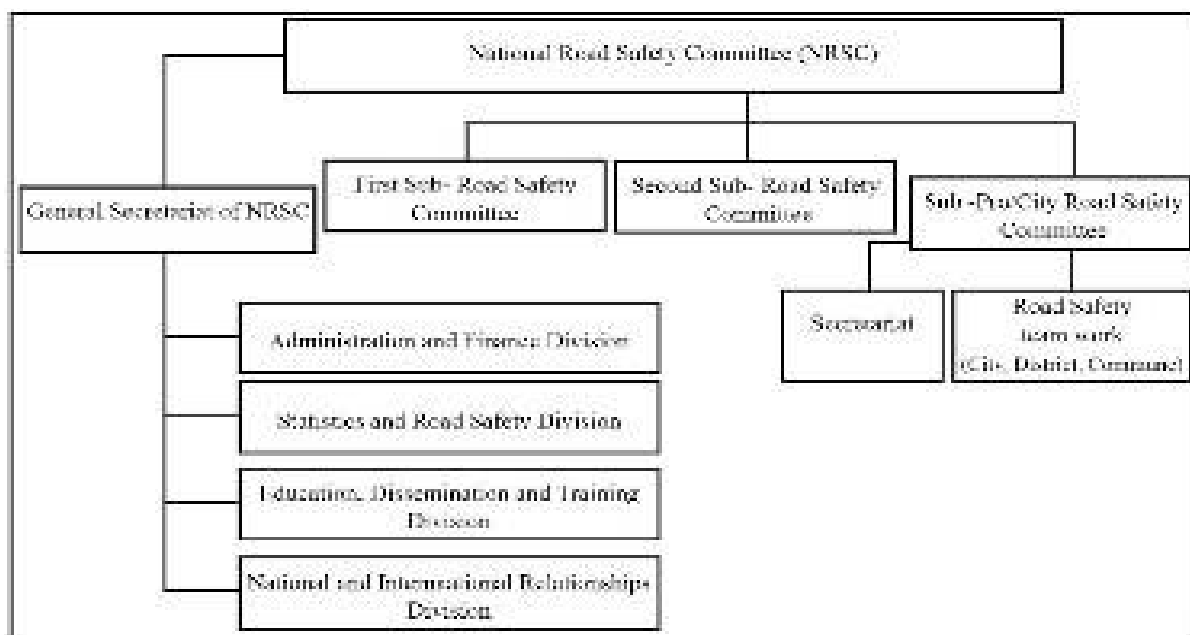 National Road Safety Committee (NRSC)
First Sub- Road Safety
Committee
Second Sub- Road Safety
Committee
General Secretariat of NRSC
Sub -Pro/City Road Safety
Committee
Secretariat
Road Safety
team work
(City, District, Commune)
Administration and Finance Division
Statistics and Road Safety Division
Education, Dissemination and Training
Division
National and International Relationships
Division